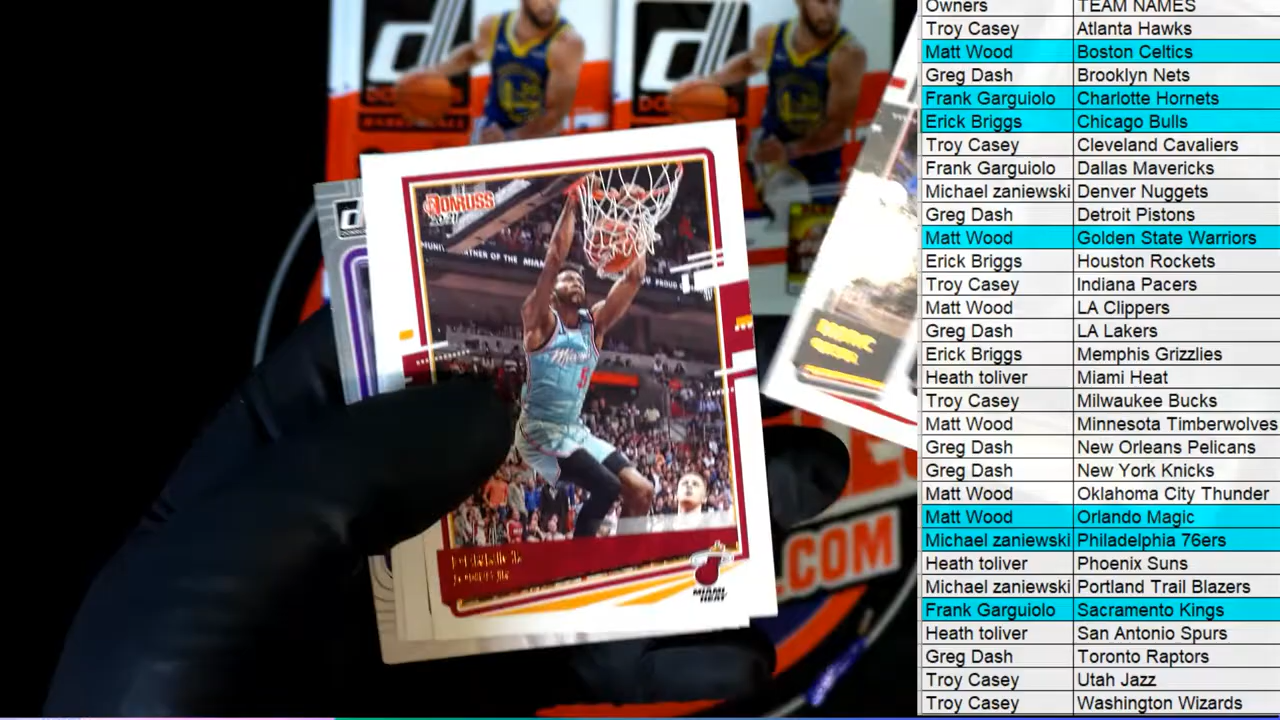 Owners TEAM NAMES
Troy Casey Atlanta Hawks
Matt Wood Boston Celtics
Greg Dash Brooklyn Nets
Frank Garguiolo Charlotte Hornets
Erick Briggs Chicago Bulls
Troy Casey Cleveland Cavaliers
Frank Garguiolo Dallas Mavericks
Michael zaniewski Denver Nuggets
Greg Dash Detroit Pistons
Matt Wood Golden State Warriors
Erick Briggs Houston Rockets
Troy Casey Indiana Pacers
Matt Wood LA Clippers
Greg Dash LA Lakers
Erick Briggs Memphis Grizzlies
Heath toliver Miami Heat
Troy Casey Milwaukee Bucks
Matt Wood Minnesota Timberwolves
Greg Dash New Orleans Pelicans
Greg Dash New York Knicks
Matt Wood Oklahoma City Thunder
Matt Wood Orlando Magic
Michael zaniewski Philadelphia 76ers
Heath toliver Phoenix Suns
Michael zaniewski Portland Trail Blazers
Frank Garguiolo Sacramento Kings
Heath toliver San Antonio Spurs
Greg Dash Toronto Raptors
Troy Casey Utah Jazz
Troy Casey Washington Wizards
DONRUSS
OF THE
Miami
MIAMI
HEAT
.COM